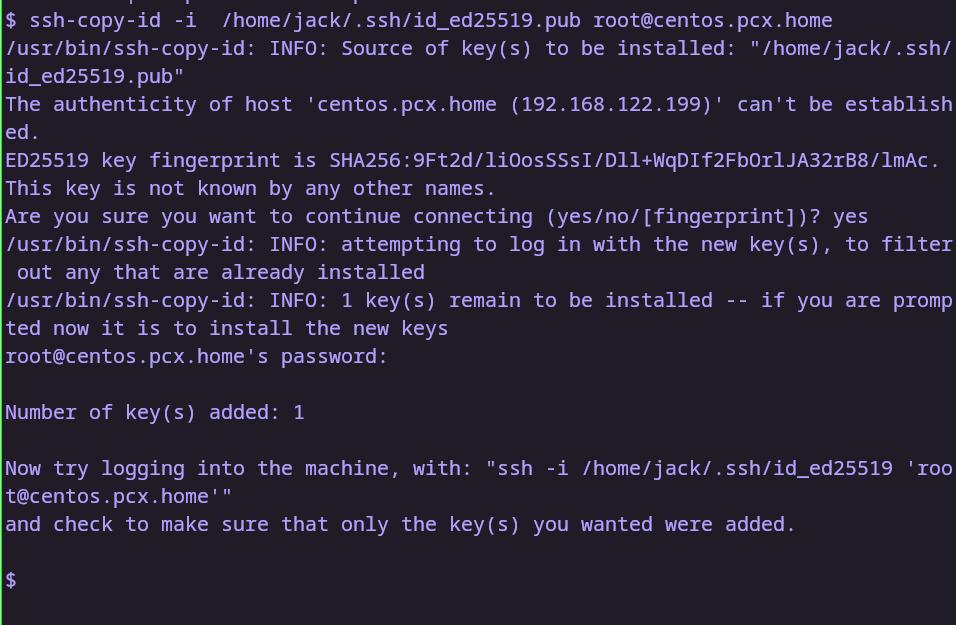 $ ssh-copy-id -i  /home/jack/.ssh/id_ed25519.pub root@centos.pcx.home
/usr/bin/ssh-copy-id: INFO: Source of key(s) to be installed: "/home/jack/.ssh/
id_ed25519.pub"
The authenticity of host 'centos.pcx.home (192.168.122.199)' can't be establish
ed.
ED25519 key fingerprint is SHA256:9Ft2d/liOosSSsI/Dll+WqDIf2FbOrlJA32rB8/lmAc.
This key is not known by any other names.
Are you sure you want to continue connecting (yes/no/[fingerprint])? yes
/usr/bin/ssh-copy-id: INFO: attempting to log in with the new key(s), to filter
 out any that are already installed
/usr/bin/ssh-copy-id: INFO: 1 key(s) remain to be installed -- if you are promp
ted now it is to install the new keys
root@centos.pcx.home's password:
Number of key(s) added: 1
Now try logging into the machine, with: "ssh -i /home/jack/.ssh/id_ed25519 'roo
t@centos.pcx.home'"
and check to make sure that only the key(s) you wanted were added.
$